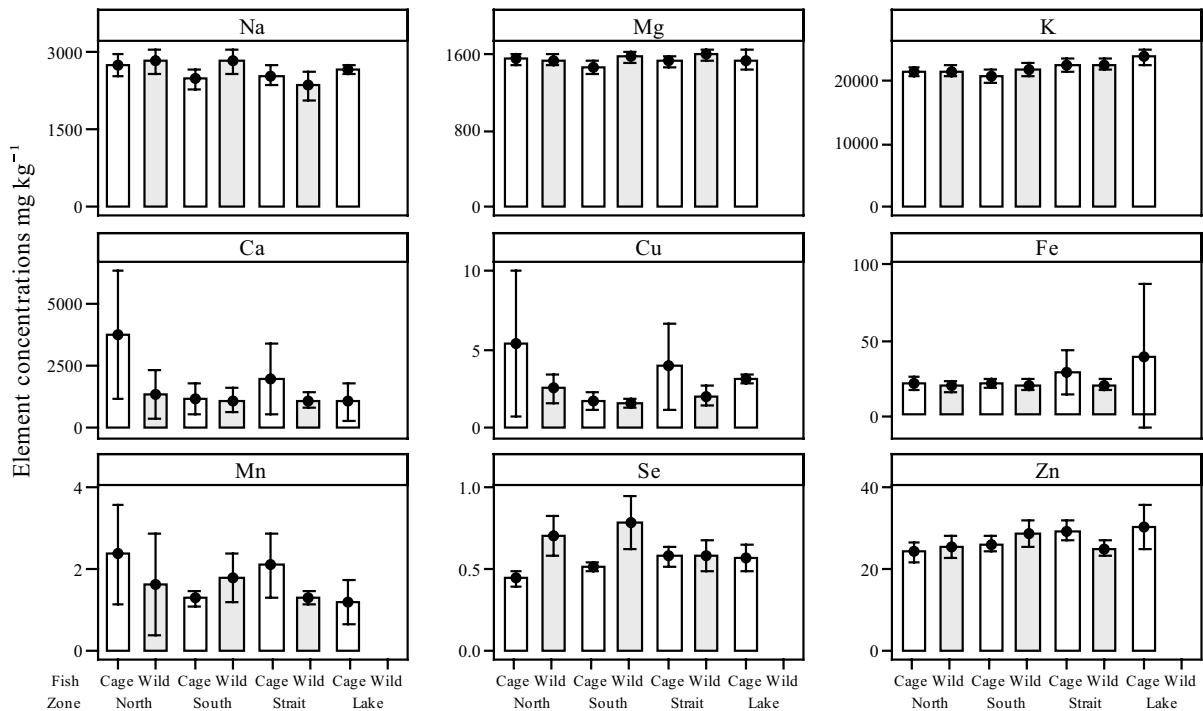 Element concentrations mg kg⁻¹
Na
3000
1500
0
Mg
1600
800
0
K
20000
10000
0
Ca
5000
2500
0
Cu
10
5
0
Fe
100
50
0
Mn
4
2
0
Se
1.0
0.5
0.0
Zn
40
20
0
Fish Cage Wild Cage Wild Cage Wild Cage Wild
Zone North South Strait Lake
Cage Wild Cage Wild Cage Wild Cage Wild
North South Strait Lake
Cage Wild Cage Wild Cage Wild Cage Wild
North South Strait Lake